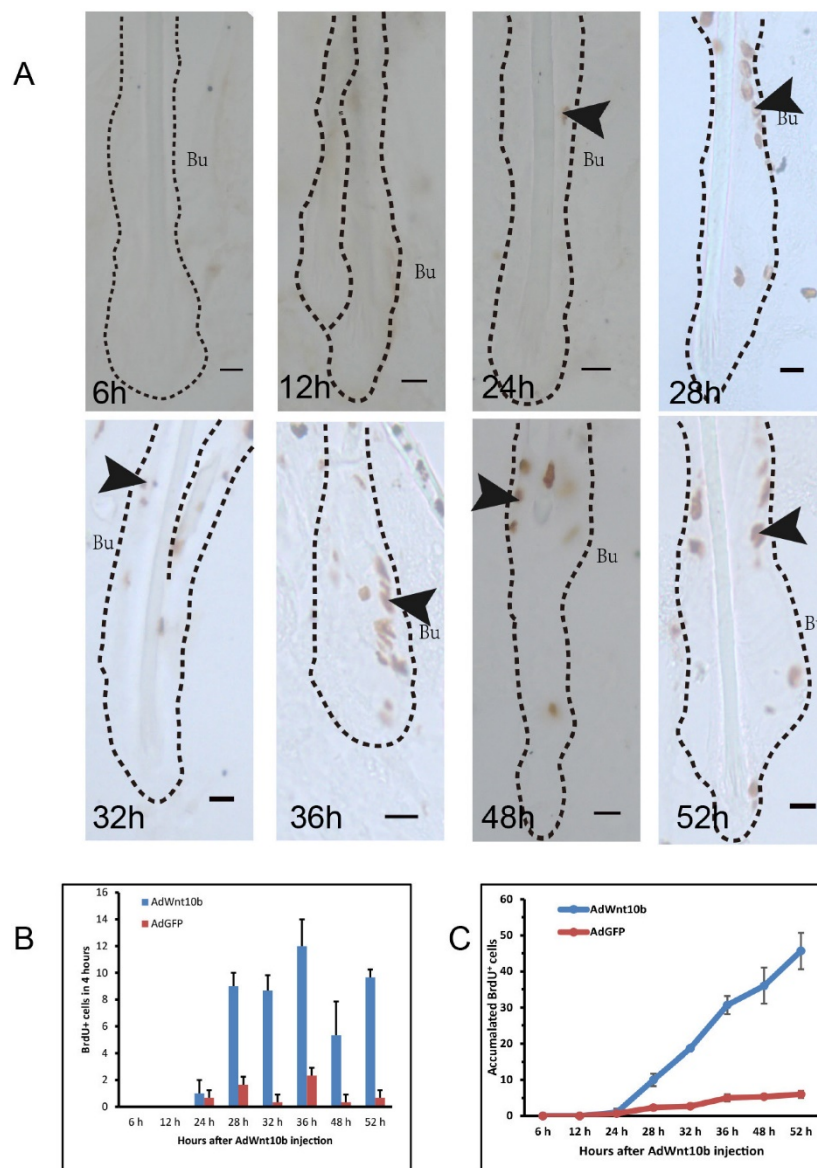 A
Bu
Bu
Bu
Bu
6h
12h
24h
28h
Bu
Bu
Bu
Bu
32h
36h
48h
52h
B
16
14
12
10
8
6
4
2
0
BrdU+ cells in 4 hours
AdWnt10b
AdGFP
6 h 12 h 24 h 28 h 32 h 36 h 48 h 52 h
Hours after AdWnt10b injection
C
60
50
40
30
20
10
0
Accumalated BrdU⁺ cells
AdWnt10b
AdGFP
6 h 12 h 24 h 28 h 32 h 36 h 48 h 52 h
Hours after AdWnt10b injection